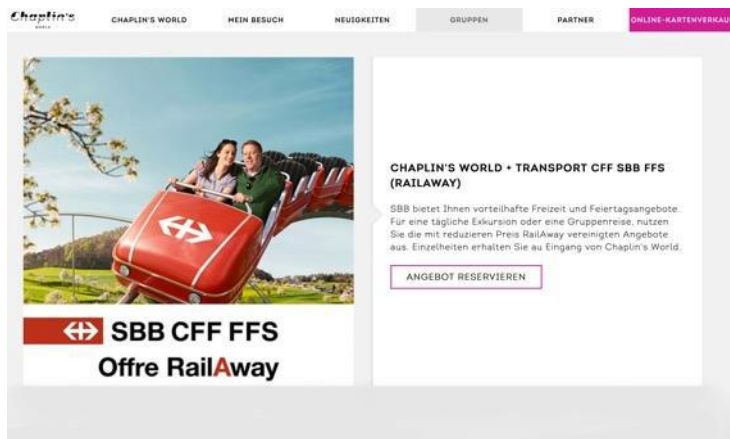 Chaplin's
WORLD
CHAPLIN'S WORLD
MEIN BESUCH
NEUIGKEITEN
GRUPPEN
PARTNER
ONLINE-KARTENVERKAU
CHAPLIN'S WORLD + TRANSPORT CFF SBB FFS
(RAILAWAY)
SBB bietet Ihnen vorteilhafte Freizeit und Feiertagsangebote.
Für eine tägliche Exkursion oder eine Gruppenreise, nutzen
Sie die mit reduzieren Preis RailAway vereinigten Angebote
aus. Einzelheiten erhalten Sie au Eingang von Chaplin's World.
ANGEBOT RESERVIEREN
SBB CFF FFS
Offre RailAway